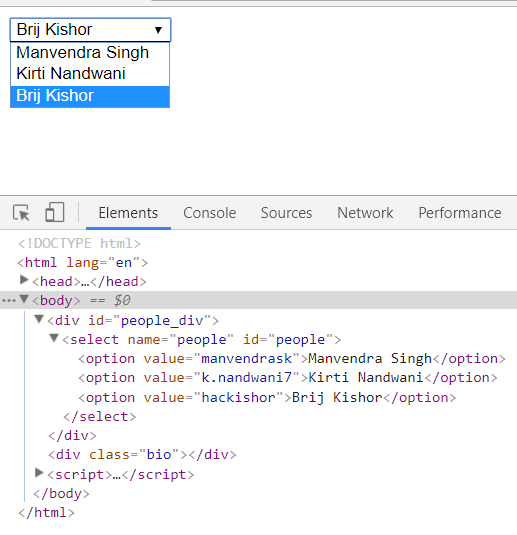 Brij Kishor
Manvendra Singh
Kirti Nandwani
Brij Kishor
Elements Console Sources Network Performance
<!DOCTYPE html>
<html lang="en">
<head>…</head>
<body> == $0
<div id="people_div">
<select name="people" id="people">
<option value="manvendrask">Manvendra Singh</option>
<option value="k.nandwani7">Kirti Nandwani</option>
<option value="hackishor">Brij Kishor</option>
</select>
</div>
<div class="bio"></div>
<script>…</script>
</body>
</html>